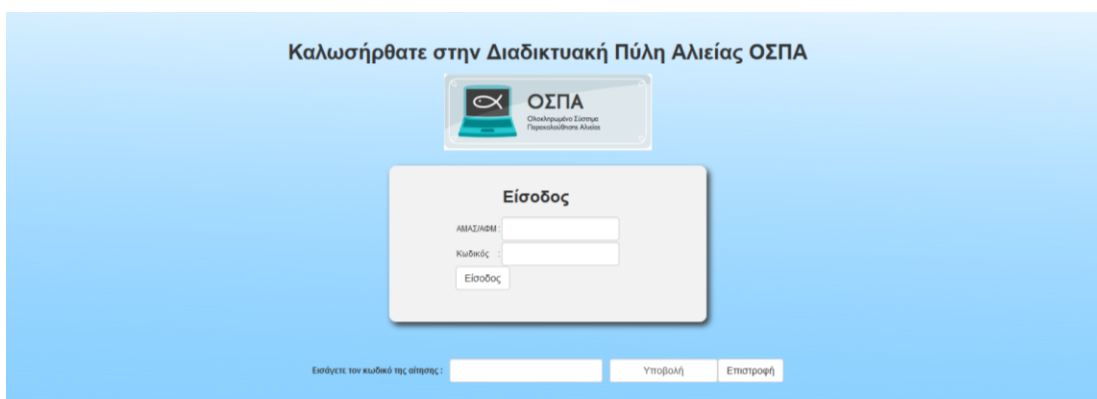 Καλωσήρθατε στην Διαδικτυακή Πύλη Αλιείας ΟΣΠΑ
ΟΣΠΑ
Ολοκληρωμένο Σύστημα
Παρακολούθησης Αλιείας
Είσοδος
ΑΜΑΣ/ΑΦΜ :
Κωδικός :
Είσοδος
Εισάγετε τον κωδικό της αίτησης : Υποβολή Επιστροφή